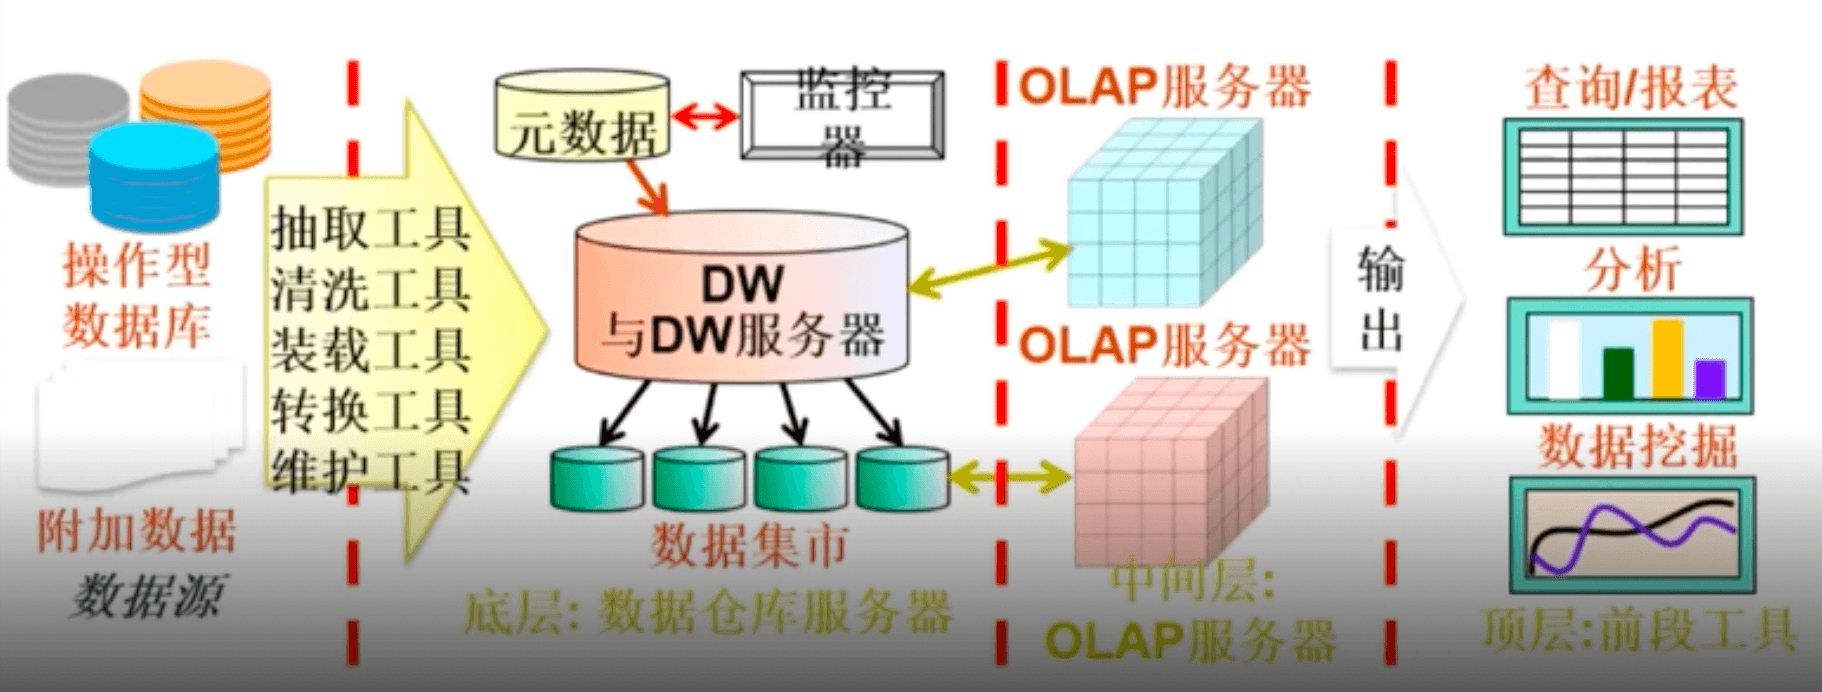 操作型
数据库
附加数据
数据源
抽取工具
清洗工具
装载工具
转换工具
维护工具
元数据
监控
器
DW
与DW服务器
数据集市
底层: 数据仓库服务器
OLAP服务器
OLAP服务器
中间层:
OLAP服务器
输
出
查询/报表
分析
数据挖掘
顶层:前段工具